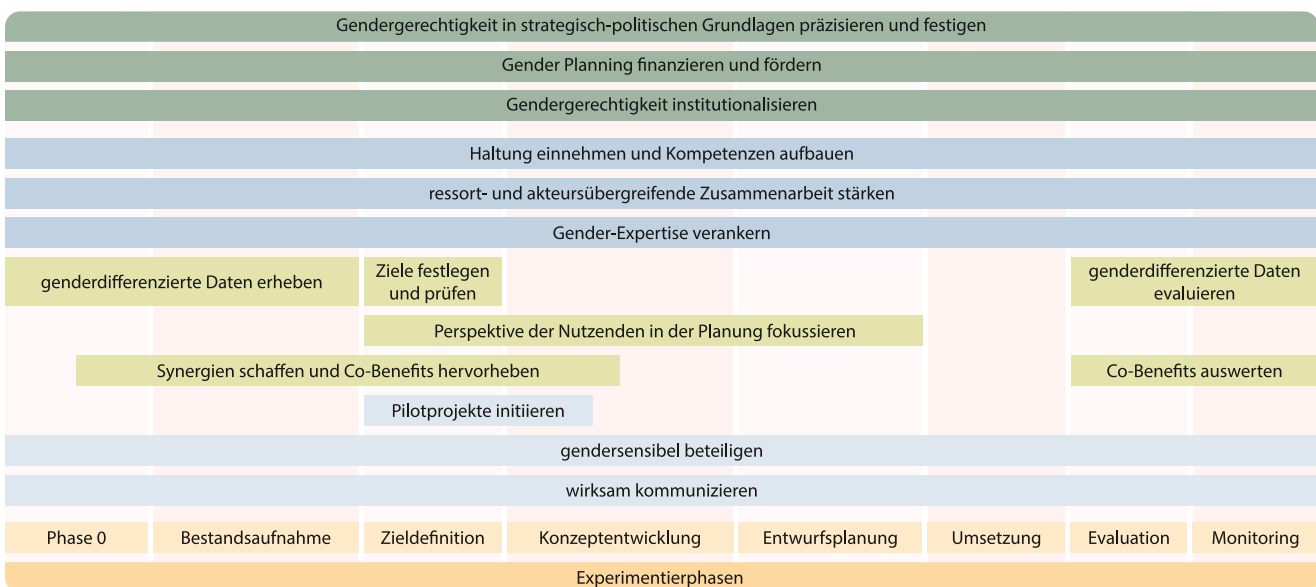 Gendergerechtigkeit in strategisch-politischen Grundlagen präzisieren und festigen
Gender Planning finanzieren und fördern
Gendergerechtigkeit institutionalisieren
Haltung einnehmen und Kompetenzen aufbauen
ressort- und akteursübergreifende Zusammenarbeit stärken
Gender-Expertise verankern
genderdifferenzierte Daten erheben
Ziele festlegen
und prüfen
genderdifferenzierte Daten
evaluieren
Perspektive der Nutzenden in der Planung fokussieren
Synergien schaffen und Co-Benefits hervorheben
Co-Benefits auswerten
Pilotprojekte initiieren
gendersensibel beteiligen
wirksam kommunizieren
Phase 0
Bestandsaufnahme
Zieldefinition
Konzeptentwicklung
Entwurfsplanung
Umsetzung
Evaluation
Monitoring
Experimentierphasen